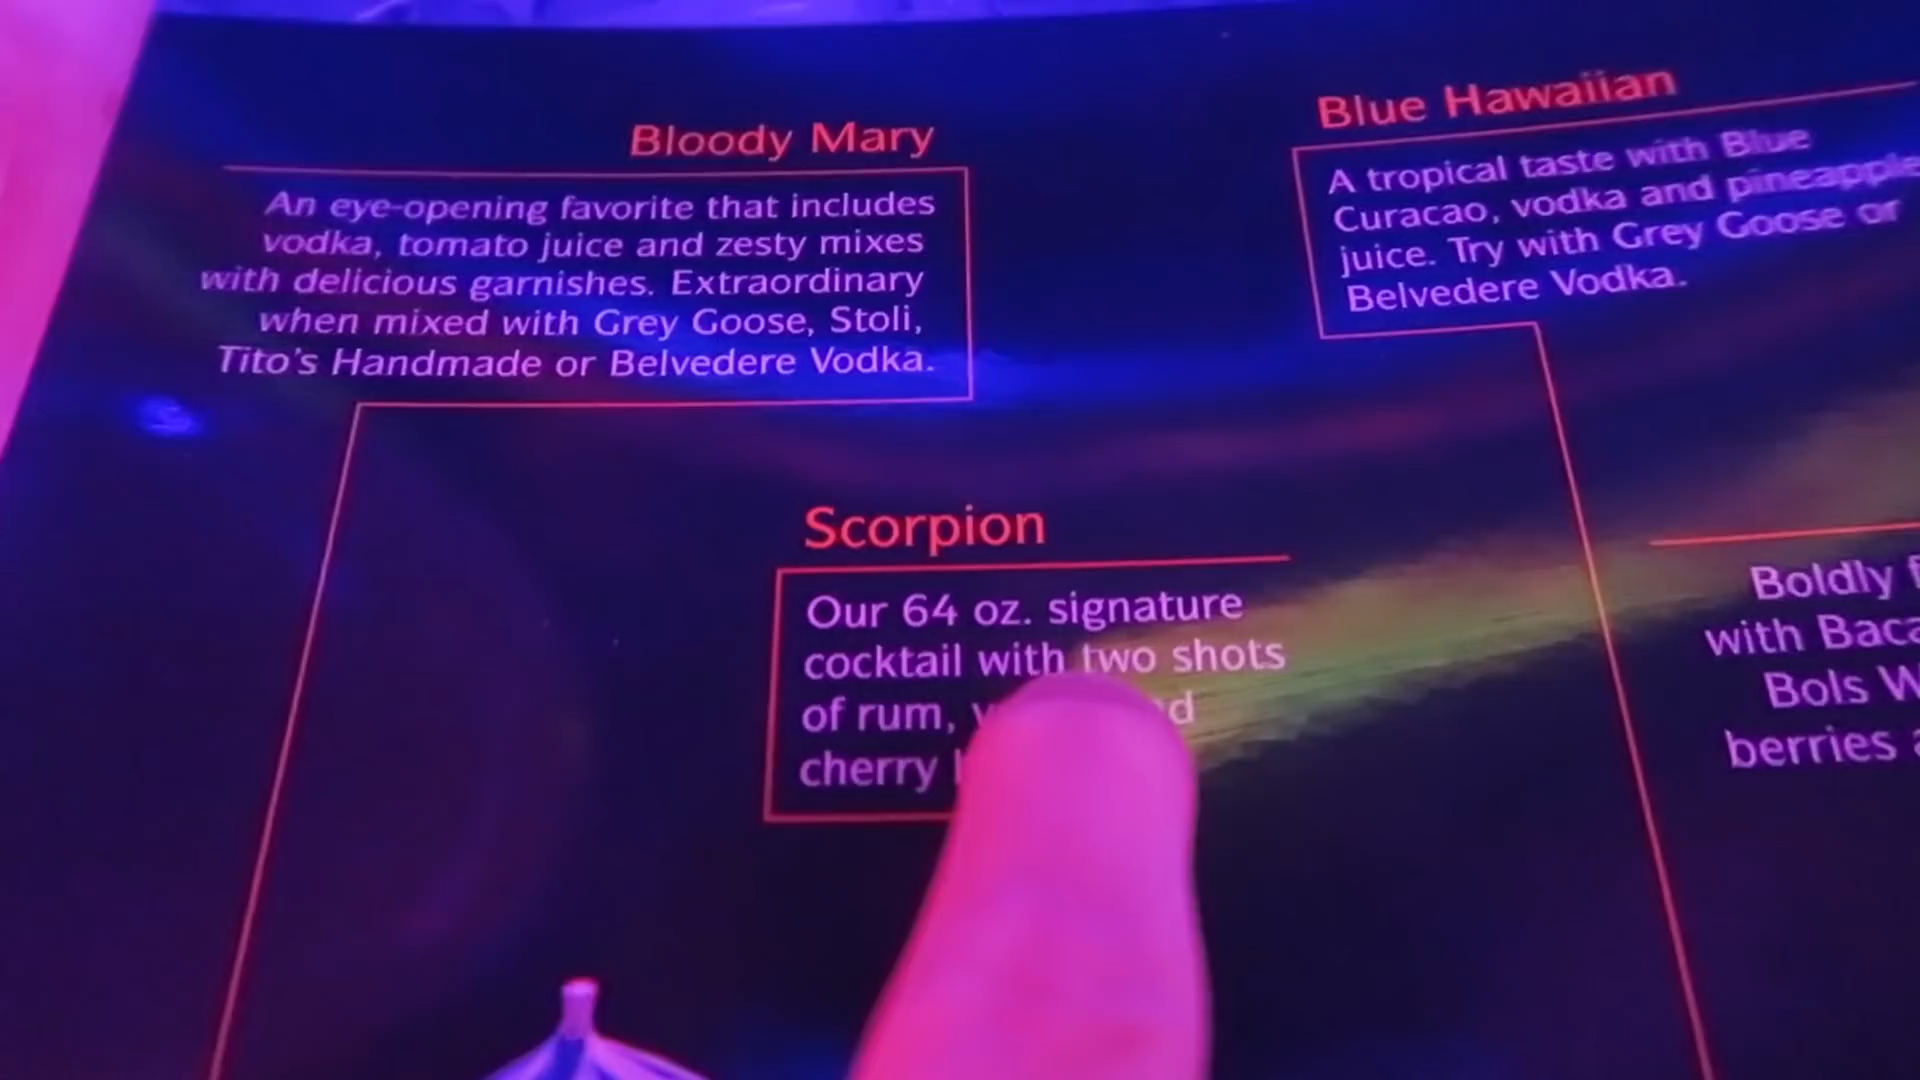 Bloody Mary
An eye-opening favorite that includes
vodka, tomato juice and zesty mixes
with delicious garnishes. Extraordinary
when mixed with Grey Goose, Stoli,
Tito's Handmade or Belvedere Vodka.
Blue Hawaiian
A tropical taste with Blue
Curacao, vodka and pineapple
juice. Try with Grey Goose or
Belvedere Vodka.
Scorpion
Our 64 oz. signature
cocktail with two shots
of rum,
cherry
Boldly
with
Bols
berries